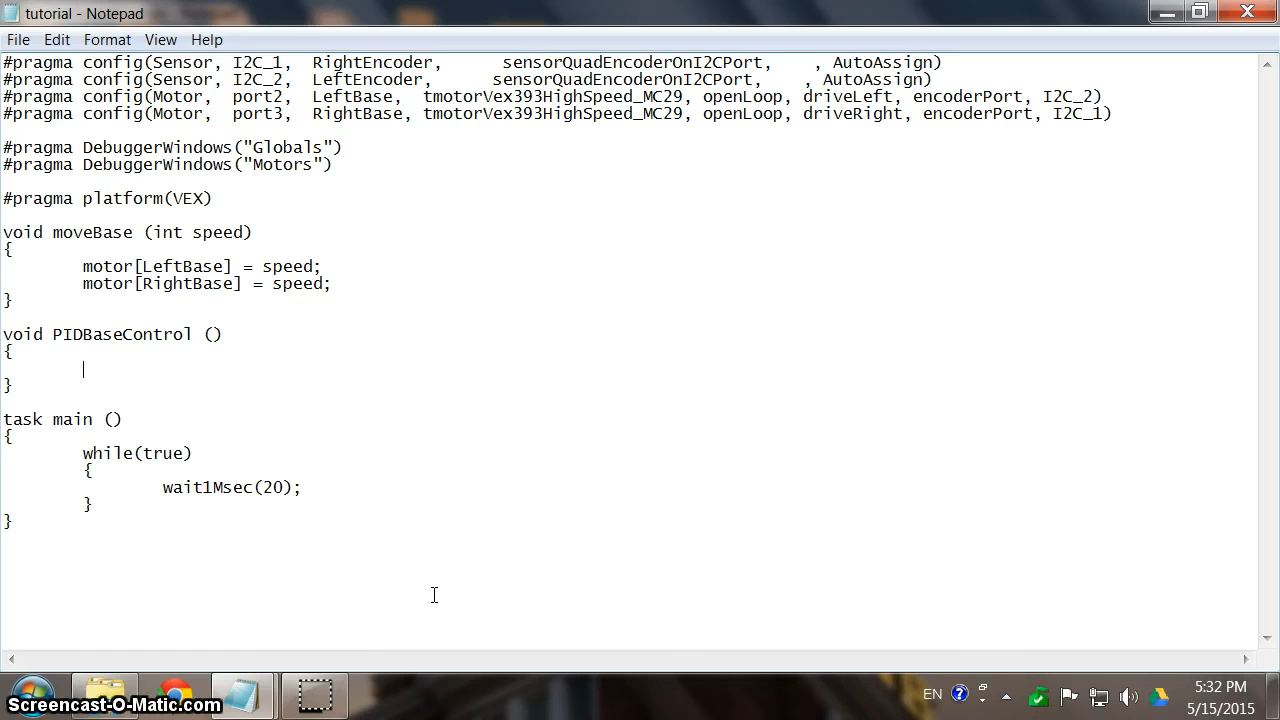 tutorial - Notepad
File Edit Format View Help
#pragma config(Sensor, I2C_1,  RightEncoder,      sensorQuadEncoderOnI2CPort,    , AutoAssign)
#pragma config(Sensor, I2C_2,  LeftEncoder,      sensorQuadEncoderOnI2CPort,    , AutoAssign)
#pragma config(Motor,  port2,  LeftBase,  tmotorVex393HighSpeed_MC29, openLoop, driveLeft, encoderPort, I2C_2)
#pragma config(Motor,  port3,  RightBase, tmotorVex393HighSpeed_MC29, openLoop, driveRight, encoderPort, I2C_1)
#pragma DebuggerWindows("Globals")
#pragma DebuggerWindows("Motors")
#pragma platform(VEX)
void moveBase (int speed)
{
motor[LeftBase] = speed;
motor[RightBase] = speed;
}
void PIDBaseControl ()
{
}
task main ()
{
while(true)
{
wait1Msec(20);
}
}
EN
5:32 PM
5/15/2015
Screencast-O-Matic.com